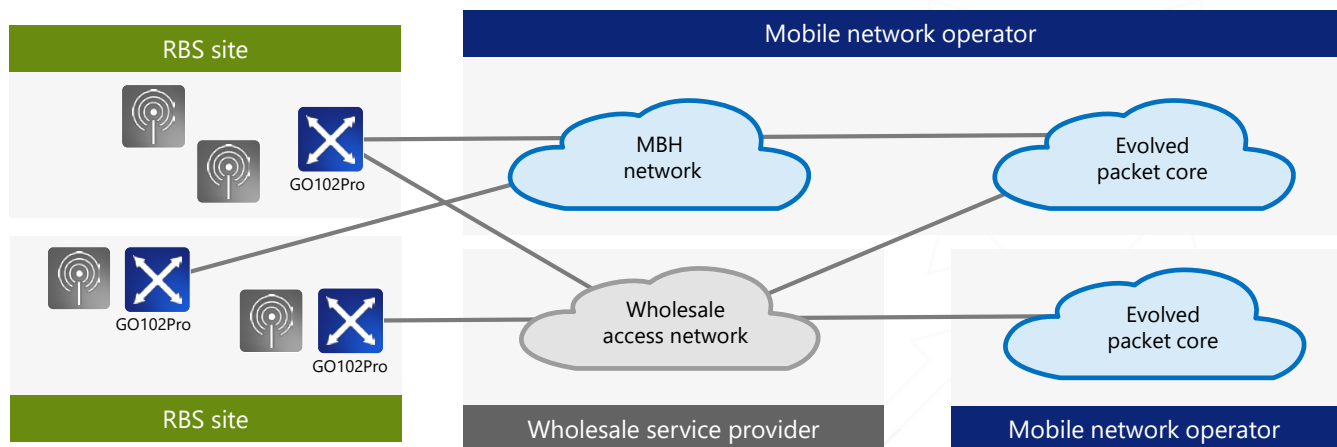 RBS site
Mobile network operator
GO102Pro
MBH
network
Evolved
packet core
GO102Pro
GO102Pro
Wholesale
access network
Evolved
packet core
RBS site
Wholesale service provider
Mobile network operator